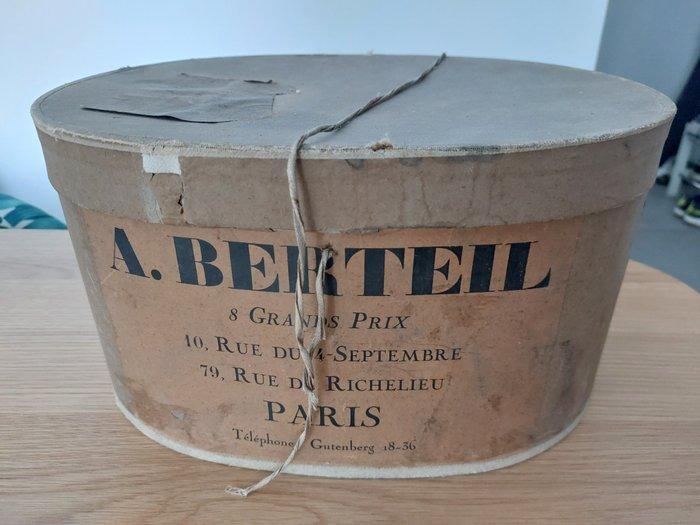 A. BERTEIL
8 GRANDS PRIX
10, RUE DU 4-SEPTEMBRE
79, RUE DE RICHELIEU
PARIS
Téléphone Gutenberg 18-36